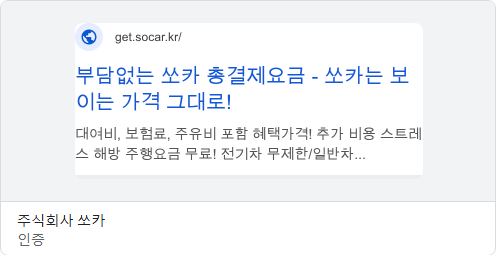 get.socar.kr/
부담없는 쏘카 총결제요금 - 쏘카는 보
이는 가격 그대로!
대여비, 보험료, 주유비 포함 혜택가격! 추가 비용 스트레
스 해방 주행요금 무료! 전기차 무제한/일반차...
주식회사 쏘카
인증